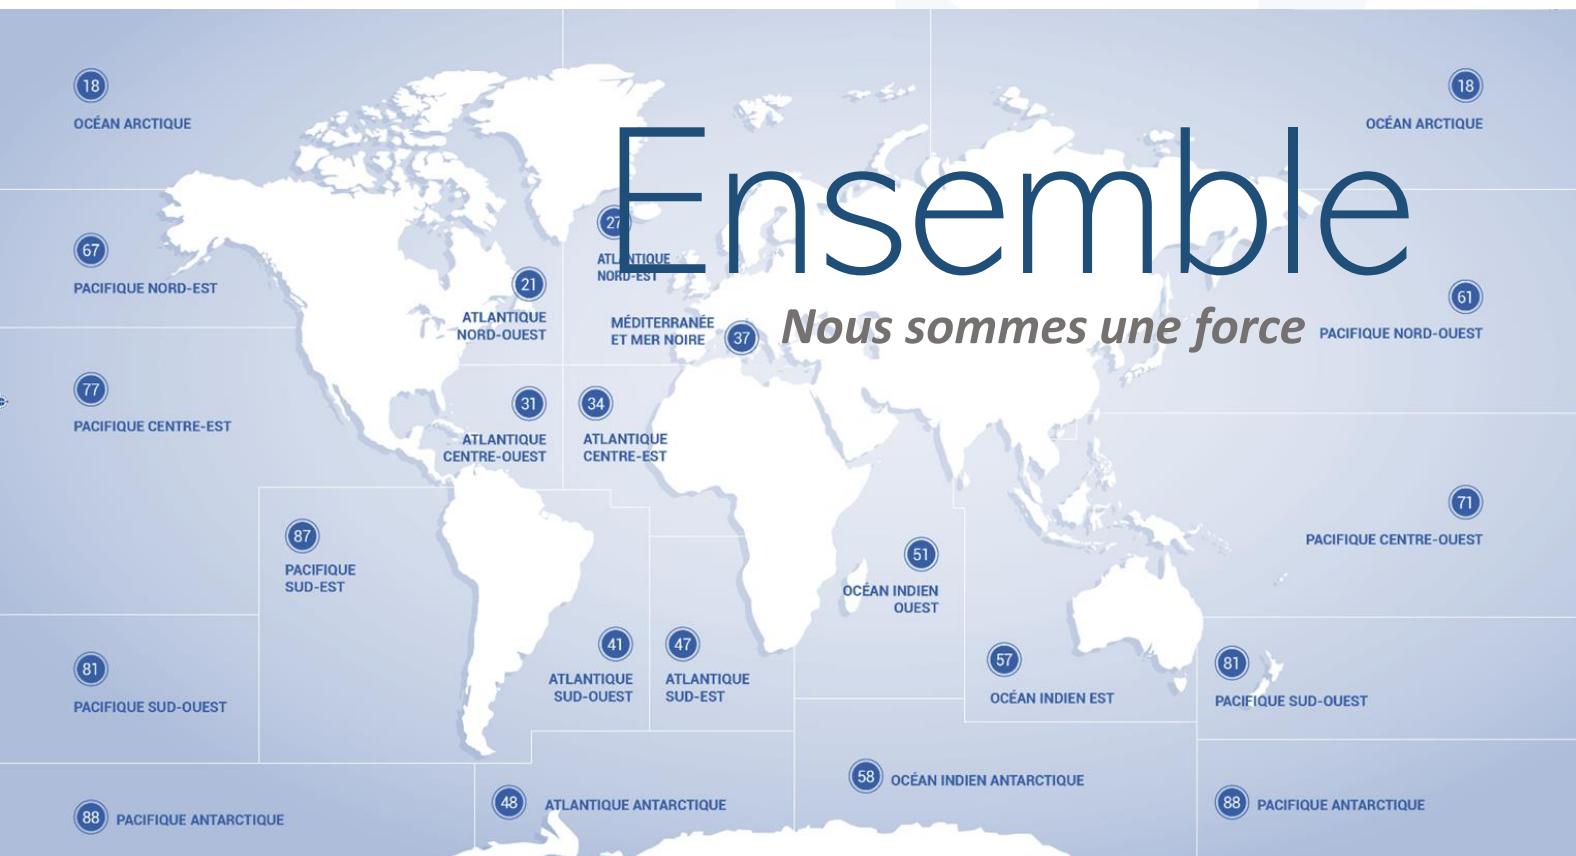 18
OCÉAN ARCTIQUE
18
OCÉAN ARCTIQUE
Ensemble
Nous sommes une force
67
PACIFIQUE NORD-EST
27
ATLANTIQUE
NORD-EST
21
ATLANTIQUE
NORD-OUEST
MÉDITERRANÉE
ET MER NOIRE
37
61
PACIFIQUE NORD-OUEST
77
PACIFIQUE CENTRE-EST
31
ATLANTIQUE
CENTRE-OUEST
34
ATLANTIQUE
CENTRE-EST
87
PACIFIQUE
SUD-EST
51
OCÉAN INDIEN
OUEST
71
PACIFIQUE CENTRE-OUEST
81
PACIFIQUE SUD-OUEST
41
ATLANTIQUE
SUD-OUEST
47
ATLANTIQUE
SUD-EST
57
OCÉAN INDIEN EST
81
PACIFIQUE SUD-OUEST
88 PACIFIQUE ANTARCTIQUE
48 ATLANTIQUE ANTARCTIQUE
58 OCÉAN INDIEN ANTARCTIQUE
88 PACIFIQUE ANTARCTIQUE